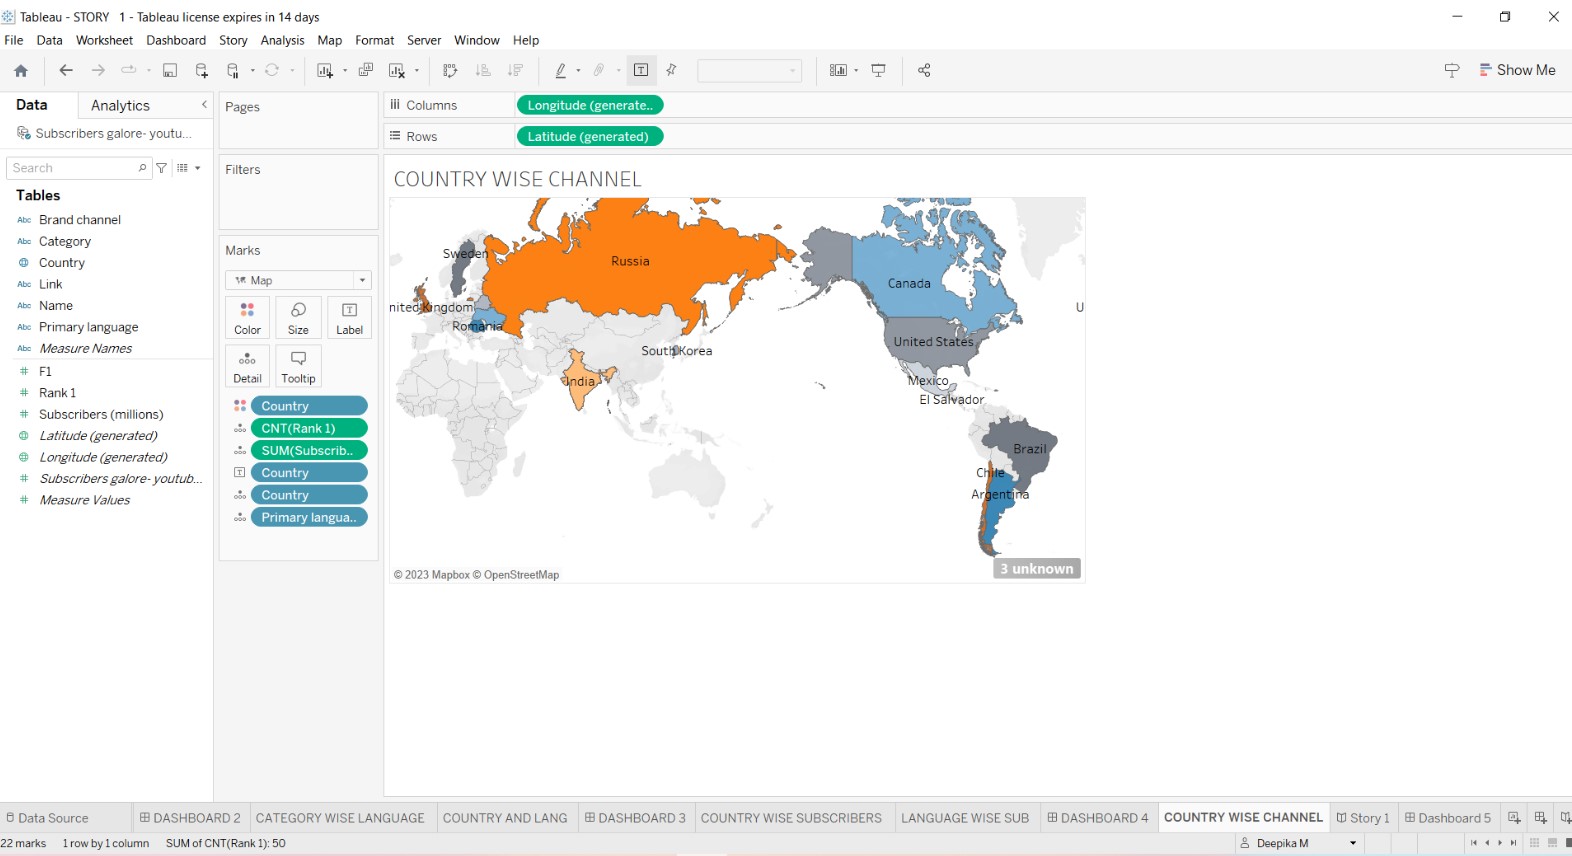 Tableau - STORY 1 - Tableau license expires in 14 days
File Data Worksheet Dashboard Story Analysis Map Format Server Window Help
Show Me
Data Analytics
Subscribers galore- youtu...
Search
Tables
Abc Brand channel
Abc Category
Country
Abc Link
Abc Name
Abc Primary language
Abc Measure Names
# F1
# Rank 1
# Subscribers (millions)
Latitude (generated)
Longitude (generated)
# Subscribers galore- youtub...
# Measure Values
Pages
Filters
Marks
Map
Color Size T Label
Detail Tooltip
Country
CNT(Rank 1)
SUM(Subscrib..
T Country
Country
Primary langua..
iii Columns Longitude (generate..
Rows Latitude (generated)
COUNTRY WISE CHANNEL
Sweden
Russia
Canada
nited Kingdom
U
Romania
United States
South Korea
India
Mexico
El Salvador
Brazil
Chile
Argentina
3 unknown
© 2023 Mapbox © OpenStreetMap
Data Source DASHBOARD 2 CATEGORY WISE LANGUAGE COUNTRY AND LANG DASHBOARD 3 COUNTRY WISE SUBSCRIBERS LANGUAGE WISE SUB DASHBOARD 4 COUNTRY WISE CHANNEL Story 1 Dashboard 5
22 marks 1 row by 1 column SUM of CNT(Rank 1): 50 Deepika M